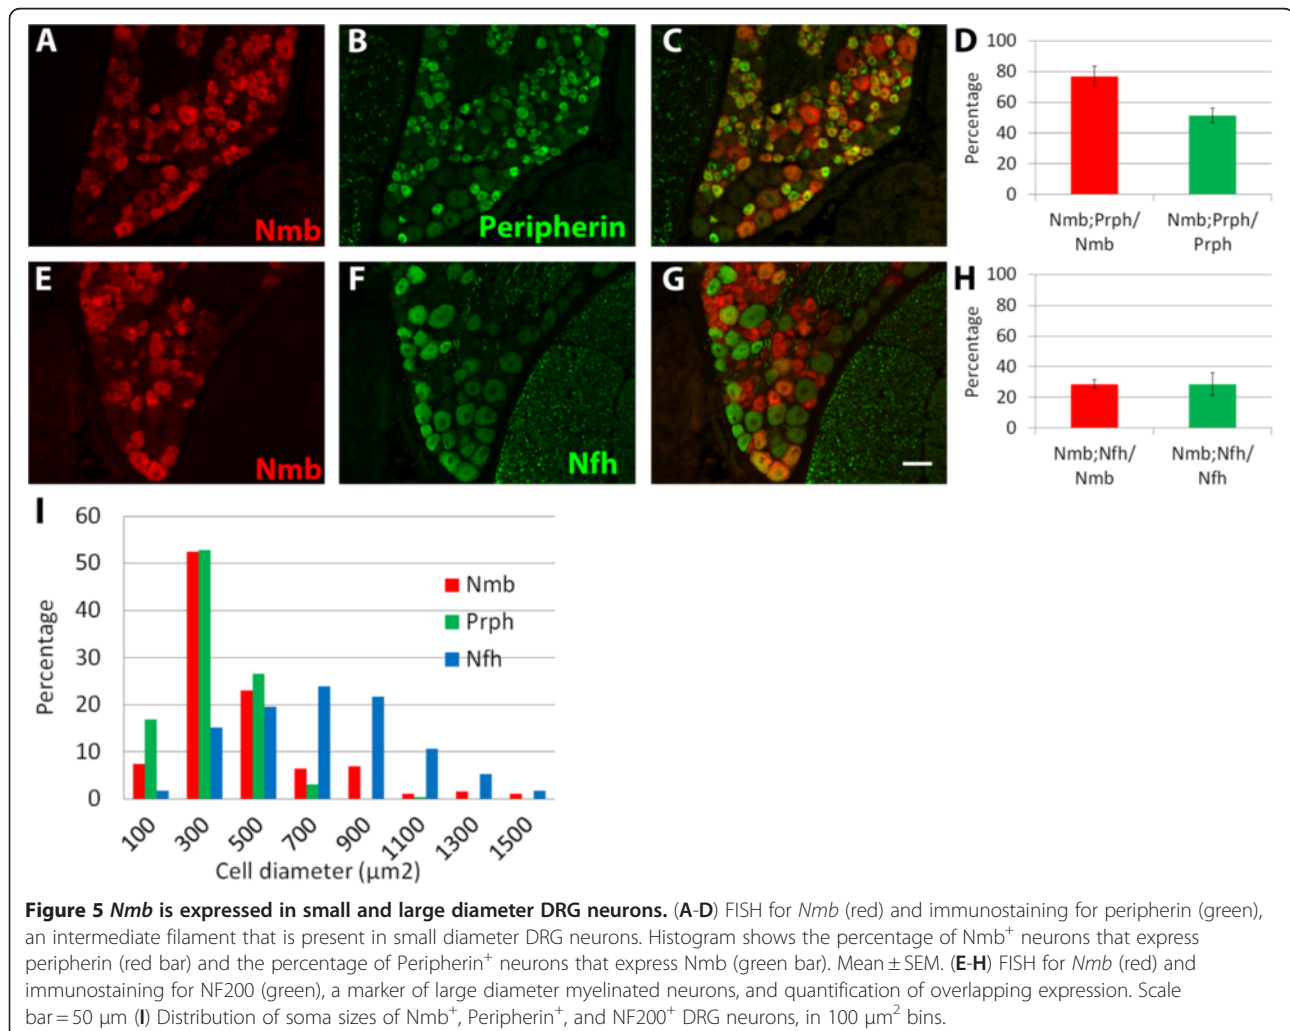 A
Nmb
B
Peripherin
C
D
Percentage
100
80
60
40
20
0
Nmb;Prph/
Nmb
Nmb;Prph/
Prph
E
Nmb
F
Nfh
G
H
Percentage
100
80
60
40
20
0
Nmb;Nfh/
Nmb
Nmb;Nfh/
Nfh
I
Percentage
60
50
40
30
20
10
0
Nmb
Prph
Nfh
100
300
500
700
900
1100
1300
1500
Cell diameter (µm2)
Figure 5 Nmb is expressed in small and large diameter DRG neurons. (A-D) FISH for Nmb (red) and immunostaining for peripherin (green),
an intermediate filament that is present in small diameter DRG neurons. Histogram shows the percentage of Nmb⁺ neurons that express
peripherin (red bar) and the percentage of Peripherin⁺ neurons that express Nmb (green bar). Mean ± SEM. (E-H) FISH for Nmb (red) and
immunostaining for NF200 (green), a marker of large diameter myelinated neurons, and quantification of overlapping expression. Scale
bar = 50 µm (I) Distribution of soma sizes of Nmb⁺, Peripherin⁺, and NF200⁺ DRG neurons, in 100 µm² bins.